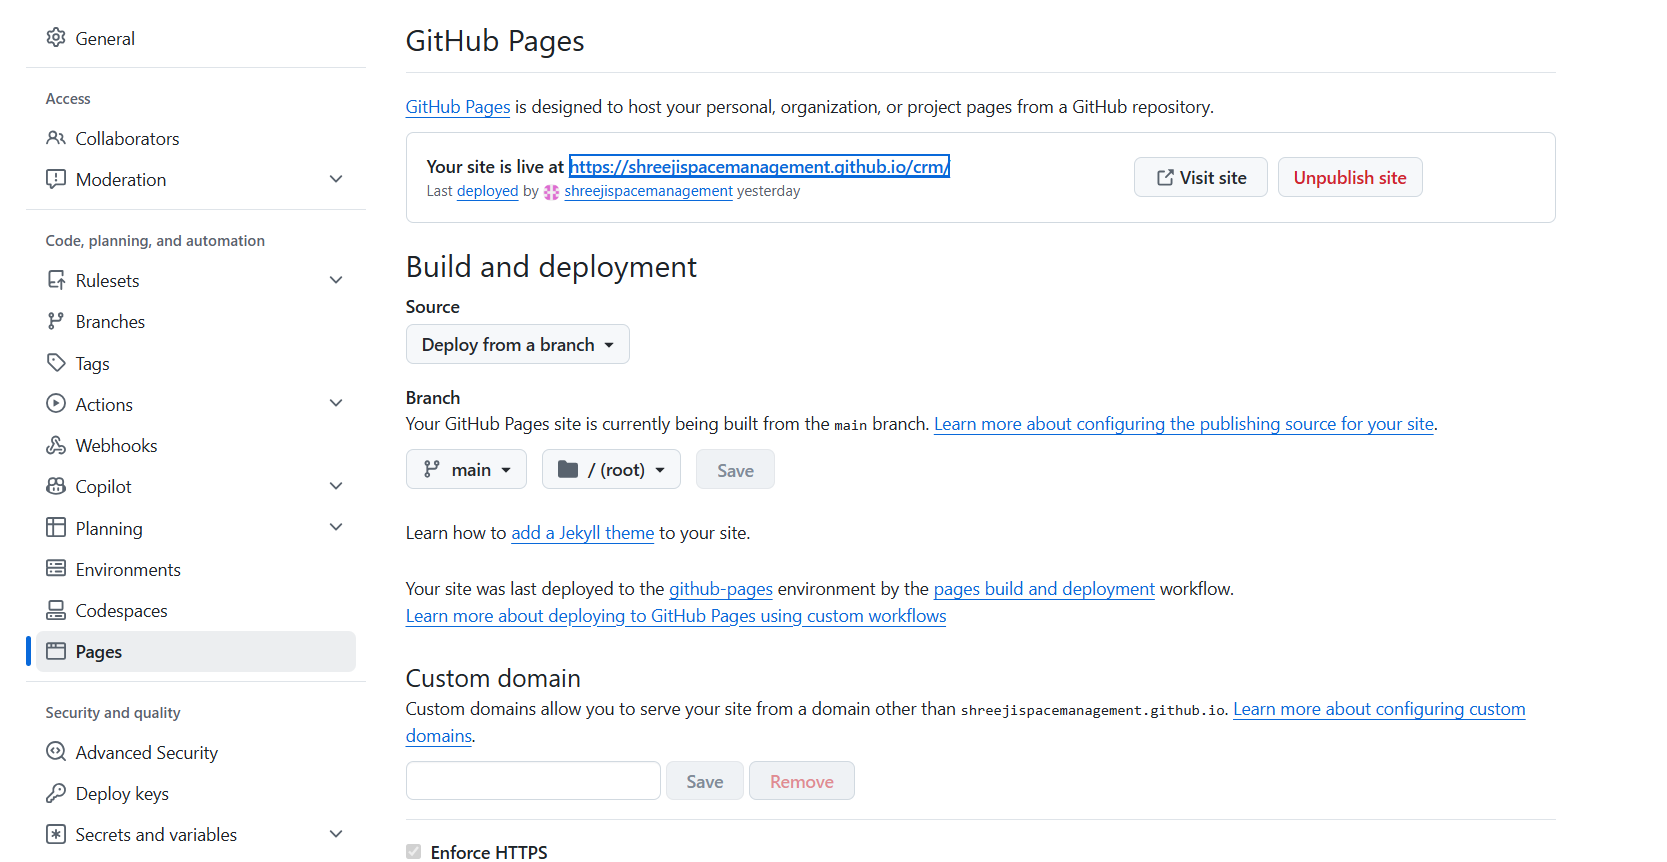 General
Access
Collaborators
Moderation
Code, planning, and automation
Rulesets
Branches
Tags
Actions
Webhooks
Copilot
Planning
Environments
Codespaces
Pages
Security and quality
Advanced Security
Deploy keys
Secrets and variables
GitHub Pages
GitHub Pages is designed to host your personal, organization, or project pages from a GitHub repository.
Your site is live at https://shreejispacemanagement.github.io/crm/
Last deployed by shreejispacemanagement yesterday
Visit site
Unpublish site
Build and deployment
Source
Deploy from a branch
Branch
Your GitHub Pages site is currently being built from the main branch. Learn more about configuring the publishing source for your site.
main
/ (root)
Save
Learn how to add a Jekyll theme to your site.
Your site was last deployed to the github-pages environment by the pages build and deployment workflow.
Learn more about deploying to GitHub Pages using custom workflows
Custom domain
Custom domains allow you to serve your site from a domain other than shreejispacemanagement.github.io. Learn more about configuring custom
domains.
Save
Remove
Enforce HTTPS